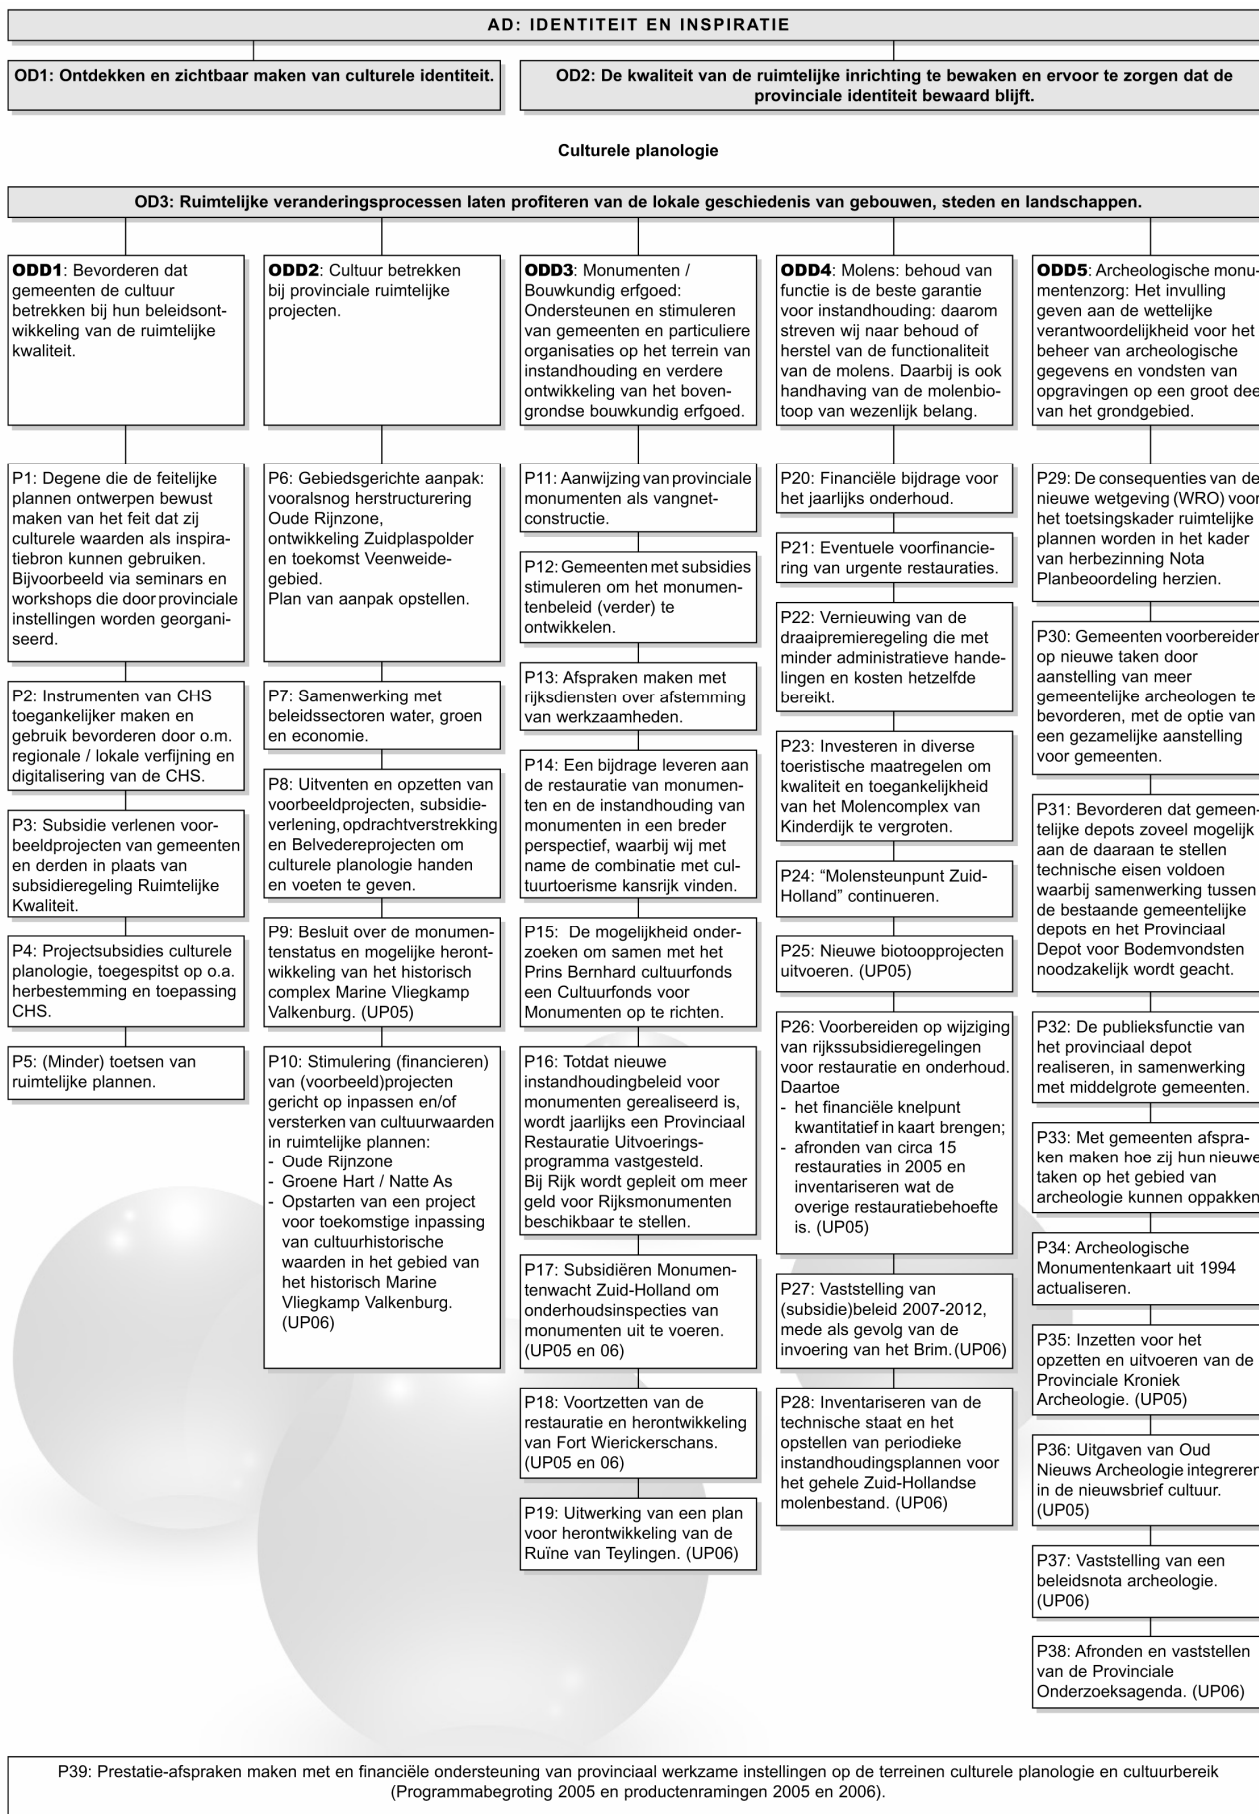 AD: IDENTITEIT EN INSPIRATIE
OD1: Ontdekken en zichtbaar maken van culturele identiteit.
OD2: De kwaliteit van de ruimtelijke inrichting te bewaken en ervoor te zorgen dat de
provinciale identiteit bewaard blijft.
Culturele planologie
OD3: Ruimtelijke veranderingsprocessen laten profiteren van de lokale geschiedenis van gebouwen, steden en landschappen.
ODD1: Bevorderen dat
gemeenten de cultuur
betrekken bij hun beleidsont-
wikkeling van de ruimtelijke
kwaliteit.
P1: Degene die de feitelijke
plannen ontwerpen bewust
maken van het feit dat zij
culturele waarden als inspira-
tiebron kunnen gebruiken.
Bijvoorbeeld via seminars en
workshops die door provinciale
instellingen worden georgani-
seerd.
P2: Instrumenten van CHS
toegankelijker maken en
gebruik bevorderen door o.m.
regionale / lokale verfijning en
digitalisering van de CHS.
P3: Subsidie verlenen voor-
beeldprojecten van gemeenten
en derden in plaats van
subsidieregeling Ruimtelijke
Kwaliteit.
P4: Projectsubsidies culturele
planologie, toegespitst op o.a.
herbestemming en toepassing
CHS.
P5: (Minder) toetsen van
ruimtelijke plannen.
ODD2: Cultuur betrekken
bij provinciale ruimtelijke
projecten.
P6: Gebiedsgerichte aanpak:
vooralsnog herstructurering
Oude Rijnzone,
ontwikkeling Zuidplaspolder
en toekomst Veenweide-
gebied.
Plan van aanpak opstellen.
P7: Samenwerking met
beleidssectoren water, groen
en economie.
P8: Uitventen en opzetten van
voorbeeldprojecten, subsidie-
verlening, opdrachtverstrekking
en Belvedereprojecten om
culturele planologie handen
en voeten te geven.
P9: Besluit over de monumen-
tenstatus en mogelijke heront-
wikkeling van het historisch
complex Marine Vliegkamp
Valkenburg. (UP05)
P10: Stimulering (financieren)
van (voorbeeld)projecten
gericht op inpassen en/of
versterken van cultuurwaarden
in ruimtelijke plannen:
- Oude Rijnzone
- Groene Hart / Natte As
- Opstarten van een project
voor toekomstige inpassing
van cultuurhistorische
waarden in het gebied van
het historisch Marine
Vliegkamp Valkenburg.
(UP06)
ODD3: Monumenten /
Bouwkundig erfgoed:
Ondersteunen en stimuleren
van gemeenten en particuliere
organisaties op het terrein van
instandhouding en verdere
ontwikkeling van het boven-
grondse bouwkundig erfgoed.
P11: Aanwijzing van provinciale
monumenten als vangnet-
constructie.
P12: Gemeenten met subsidies
stimuleren om het monumen-
tenbeleid (verder) te
ontwikkelen.
P13: Afspraken maken met
rijksdiensten over afstemming
van werkzaamheden.
P14: Een bijdrage leveren aan
de restauratie van monumen-
ten en de instandhouding van
monumenten in een breder
perspectief, waarbij wij met
name de combinatie met cul-
tuurtoerisme kansrijk vinden.
P15: De mogelijkheid onder-
zoeken om samen met het
Prins Bernhard cultuurfonds
een Cultuurfonds voor
Monumenten op te richten.
P16: Totdat nieuwe
instandhoudingbeleid voor
monumenten gerealiseerd is,
wordt jaarlijks een Provinciaal
Restauratie Uitvoerings-
programma vastgesteld.
Bij Rijk wordt gepleit om meer
geld voor Rijksmonumenten
beschikbaar te stellen.
P17: Subsidiëren Monumen-
tenwacht Zuid-Holland om
onderhoudsinspecties van
monumenten uit te voeren.
(UP05 en 06)
P18: Voortzetten van de
restauratie en herontwikkeling
van Fort Wierickerschans.
(UP05 en 06)
P19: Uitwerking van een plan
voor herontwikkeling van de
Ruïne van Teylingen. (UP06)
ODD4: Molens: behoud van
functie is de beste garantie
voor instandhouding: daarom
streven wij naar behoud of
herstel van de functionaliteit
van de molens. Daarbij is ook
handhaving van de molenbio-
toop van wezenlijk belang.
P20: Financiële bijdrage voor
het jaarlijks onderhoud.
P21: Eventuele voorfinancie-
ring van urgente restauraties.
P22: Vernieuwing van de
draaipremieregeling die met
minder administratieve hande-
lingen en kosten hetzelfde
bereikt.
P23: Investeren in diverse
toeristische maatregelen om
kwaliteit en toegankelijkheid
van het Molencomplex van
Kinderdijk te vergroten.
P24: “Molensteunpunt Zuid-
Holland” continueren.
P25: Nieuwe biotoopprojecten
uitvoeren. (UP05)
P26: Voorbereiden op wijziging
van rijkssubsidieregelingen
voor restauratie en onderhoud.
Daartoe
- het financiële knelpunt
kwantitatief in kaart brengen;
- afronden van circa 15
restauraties in 2005 en
inventariseren wat de
overige restauratiebehoefte
is. (UP05)
P27: Vaststelling van
(subsidie)beleid 2007-2012,
mede als gevolg van de
invoering van het Brim. (UP06)
P28: Inventariseren van de
technische staat en het
opstellen van periodieke
instandhoudingsplannen voor
het gehele Zuid-Hollandse
molenbestand. (UP06)
ODD5: Archeologische monu-
mentenzorg: Het invulling
geven aan de wettelijke
verantwoordelijkheid voor het
beheer van archeologische
gegevens en vondsten van
opgravingen op een groot dee
van het grondgebied.
P29: De consequenties van de
nieuwe wetgeving (WRO) voor
het toetsingskader ruimtelijke
plannen worden in het kader
van herbezinning Nota
Planbeoordeling herzien.
P30: Gemeenten voorbereiden
op nieuwe taken door
aanstelling van meer
gemeentelijke archeologen te
bevorderen, met de optie van
een gezamelijke aanstelling
voor gemeenten.
P31: Bevorderen dat gemeen-
telijke depots zoveel mogelijk
aan de daaraan te stellen
technische eisen voldoen
waarbij samenwerking tussen
de bestaande gemeentelijke
depots en het Provinciaal
Depot voor Bodemvondsten
noodzakelijk wordt geacht.
P32: De publieksfunctie van
het provinciaal depot
realiseren, in samenwerking
met middelgrote gemeenten.
P33: Met gemeenten afspra-
ken maken hoe zij hun nieuwe
taken op het gebied van
archeologie kunnen oppakken
P34: Archeologische
Monumentenkaart uit 1994
actualiseren.
P35: Inzetten voor het
opzetten en uitvoeren van de
Provinciale Kroniek
Archeologie. (UP05)
P36: Uitgaven van Oud
Nieuws Archeologie integreren
in de nieuwsbrief cultuur.
(UP05)
P37: Vaststelling van een
beleidsnota archeologie.
(UP06)
P38: Afronden en vaststellen
van de Provinciale
Onderzoeksagenda. (UP06)
P39: Prestatie-afspraken maken met en financiële ondersteuning van provinciaal werkzame instellingen op de terreinen culturele planologie en cultuurbereik
(Programmabegroting 2005 en productenramingen 2005 en 2006).